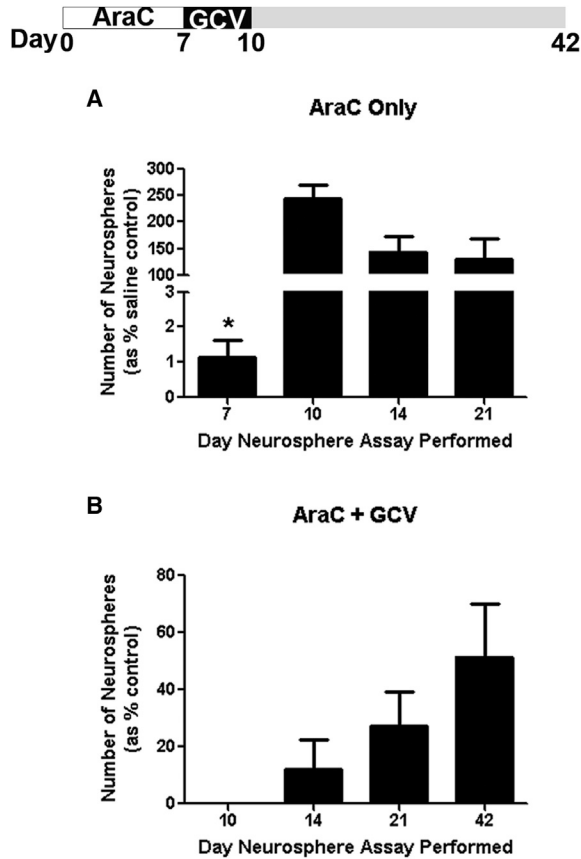 AraC GCV
Day 0 7 10 42
A
AraC Only
Number of Neurospheres
(as % saline control)
300
250
200
150
100
3
2
1
0
*
7 10 14 21
Day Neurosphere Assay Performed
B
AraC + GCV
Number of Neurospheres
(as % control)
80
60
40
20
0
10 14 21 42
Day Neurosphere Assay Performed